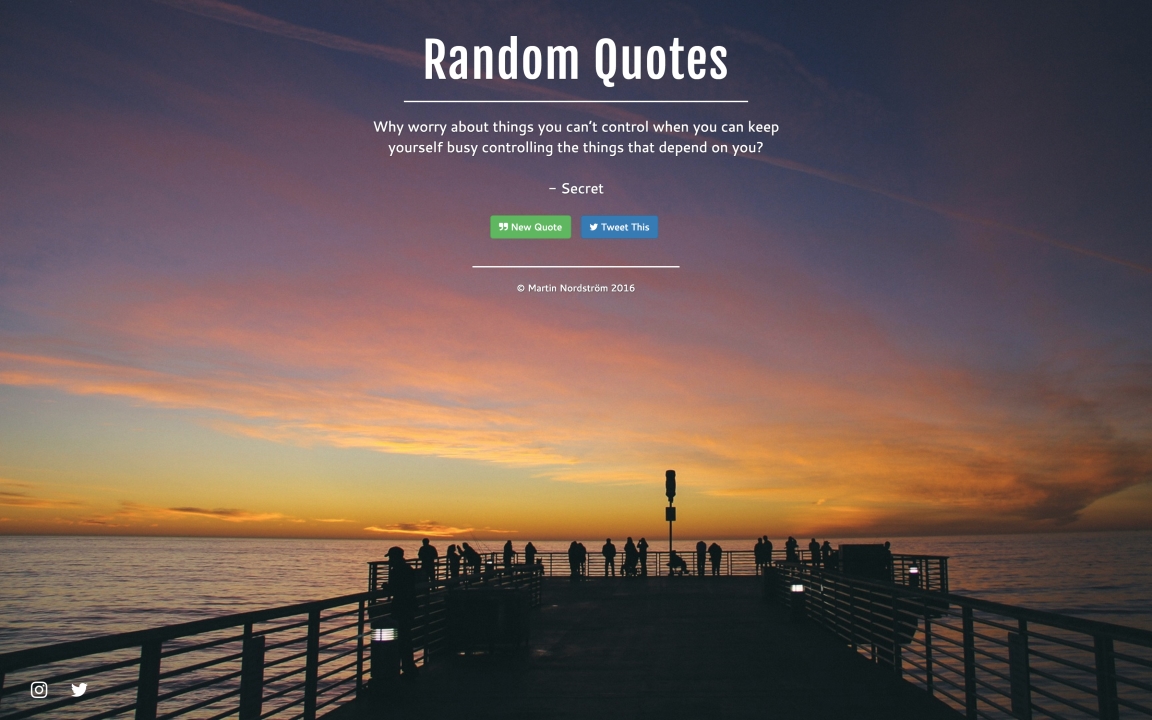 Random Quotes
Why worry about things you can't control when you can keep
yourself busy controlling the things that depend on you?
- Secret
New Quote
Tweet This
© Martin Nordström 2016